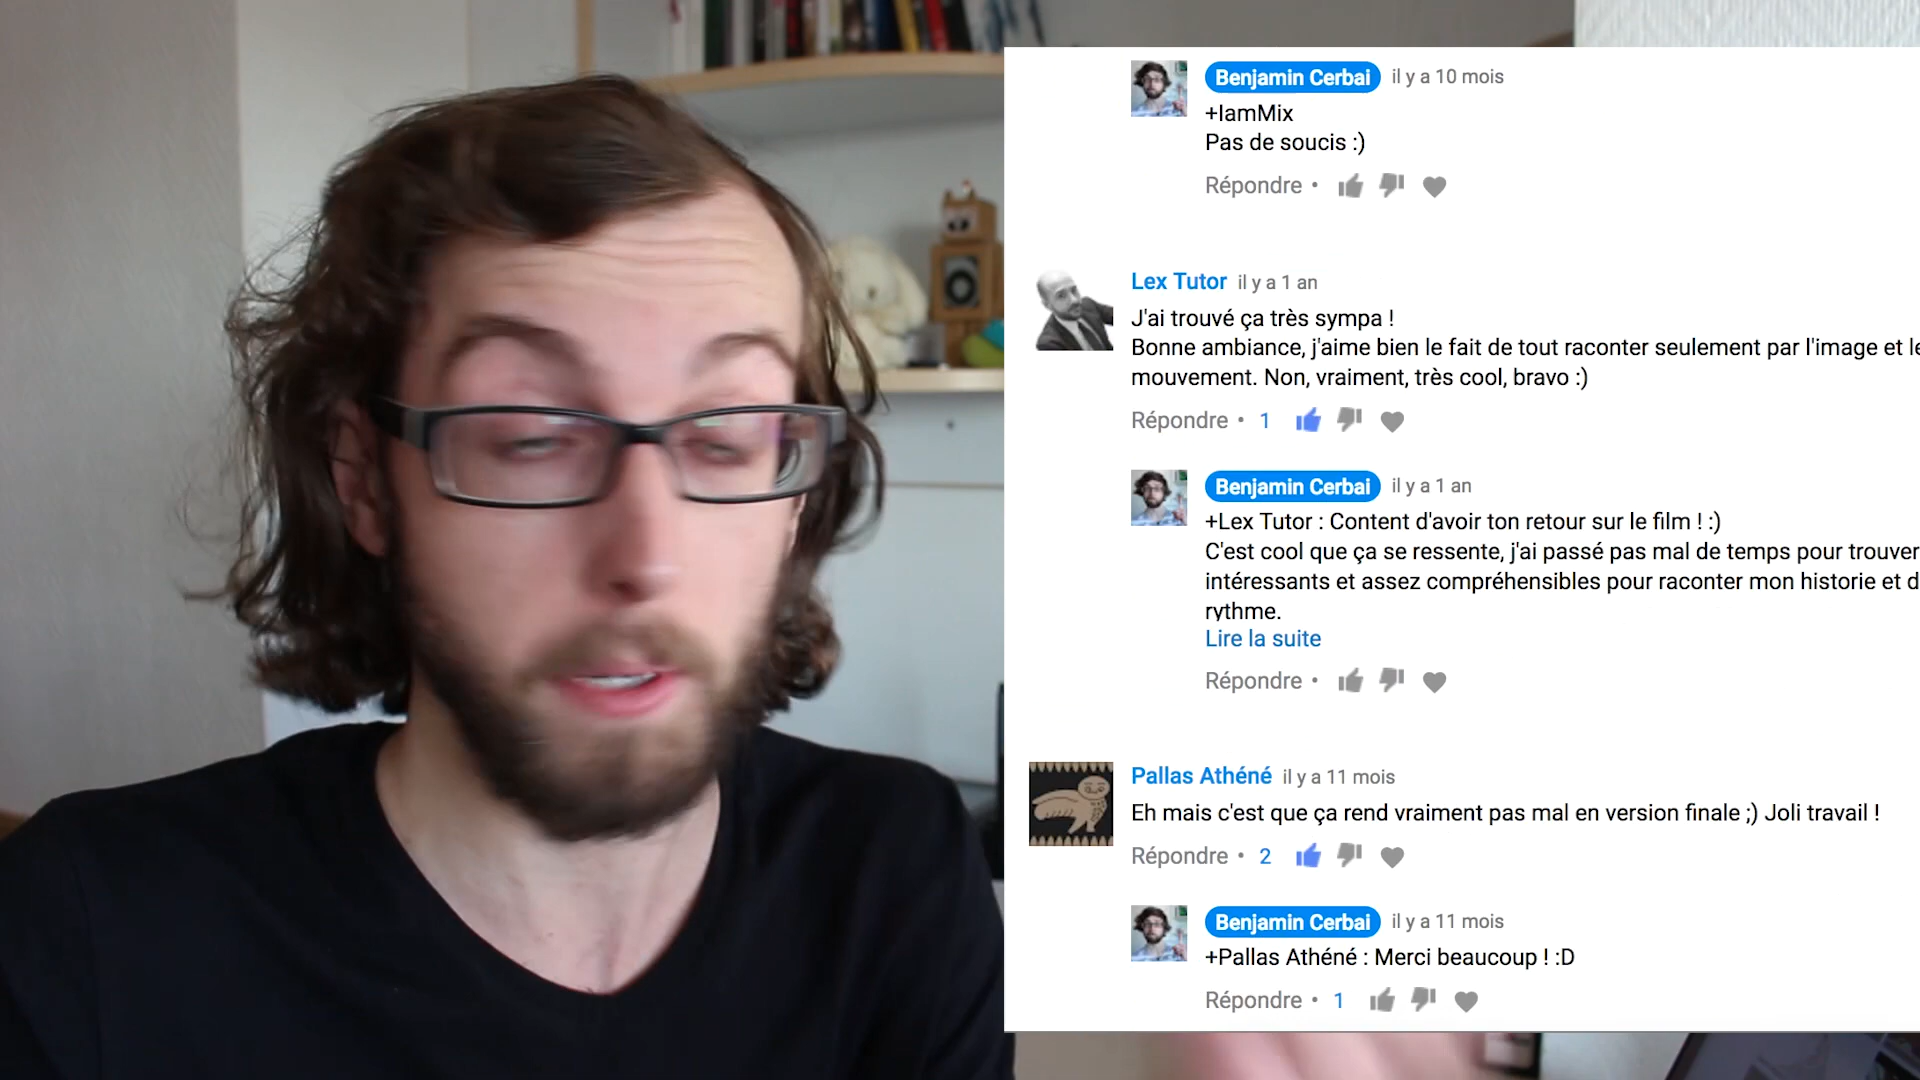 Benjamin Cerbai il y a 10 mois
+IamMix
Pas de soucis :)
Répondre •
Lex Tutor il y a 1 an
J'ai trouvé ça très sympa !
Bonne ambiance, j'aime bien le fait de tout raconter seulement par l'image et le
mouvement. Non, vraiment, très cool, bravo :)
Répondre • 1
Benjamin Cerbai il y a 1 an
+Lex Tutor : Content d'avoir ton retour sur le film ! :)
C'est cool que ça se ressente, j'ai passé pas mal de temps pour trouver
intéressants et assez compréhensibles pour raconter mon historie et d
rythme.
Lire la suite
Répondre •
Pallas Athéné il y a 11 mois
Eh mais c'est que ça rend vraiment pas mal en version finale ;) Joli travail !
Répondre • 2
Benjamin Cerbai il y a 11 mois
+Pallas Athéné : Merci beaucoup ! :D
Répondre • 1